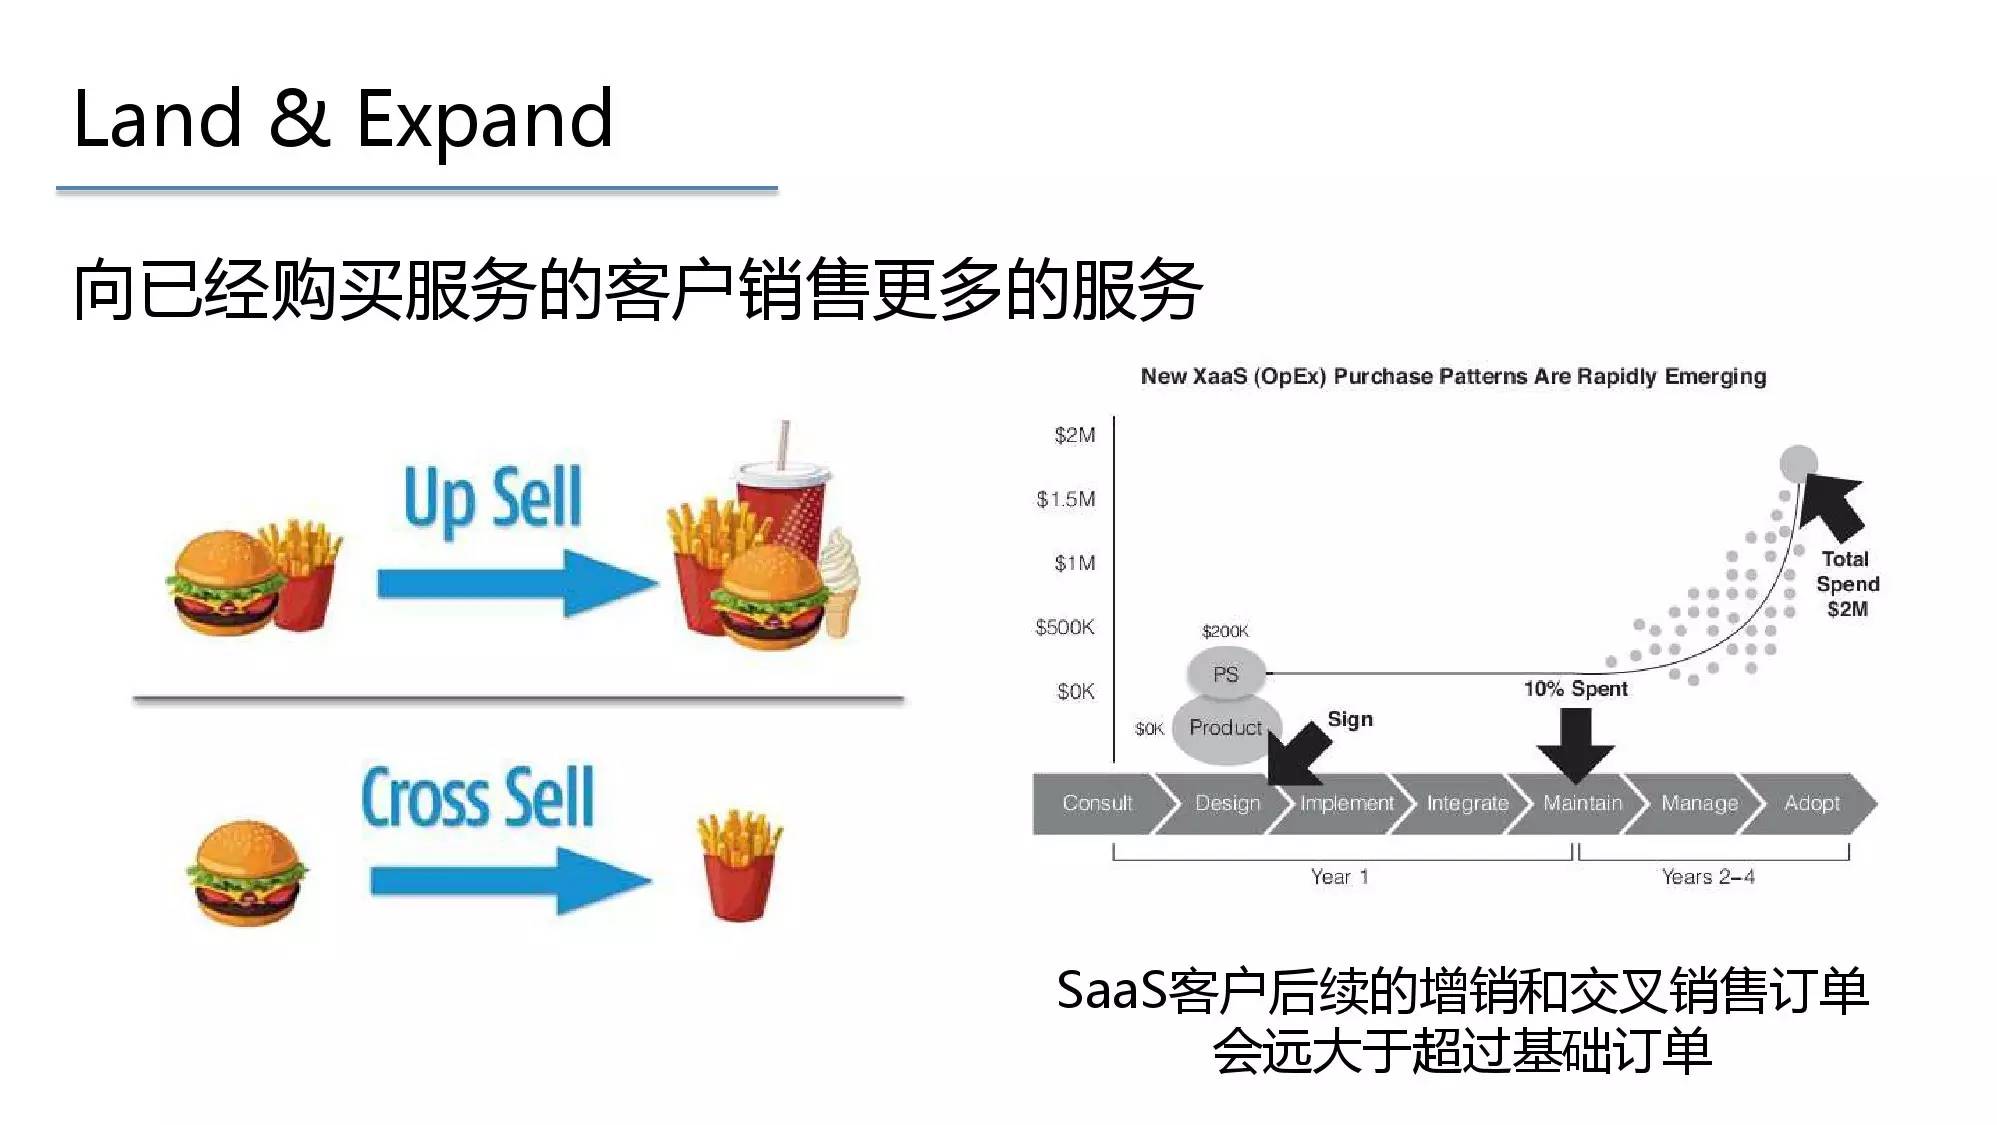 Land & Expand
向已经购买服务的客户销售更多的服务
Up Sell
Cross Sell
New XaaS (OpEx) Purchase Patterns Are Rapidly Emerging
$2M
$1.5M
$1M
$500K
$0K
$200K
PS
$0K
Product
Sign
10% Spent
Total
Spend
$2M
Consult
Design
Implement
Integrate
Maintain
Manage
Adopt
Year 1
Years 2–4
SaaS客户后续的增销和交叉销售订单
会远大于超过基础订单